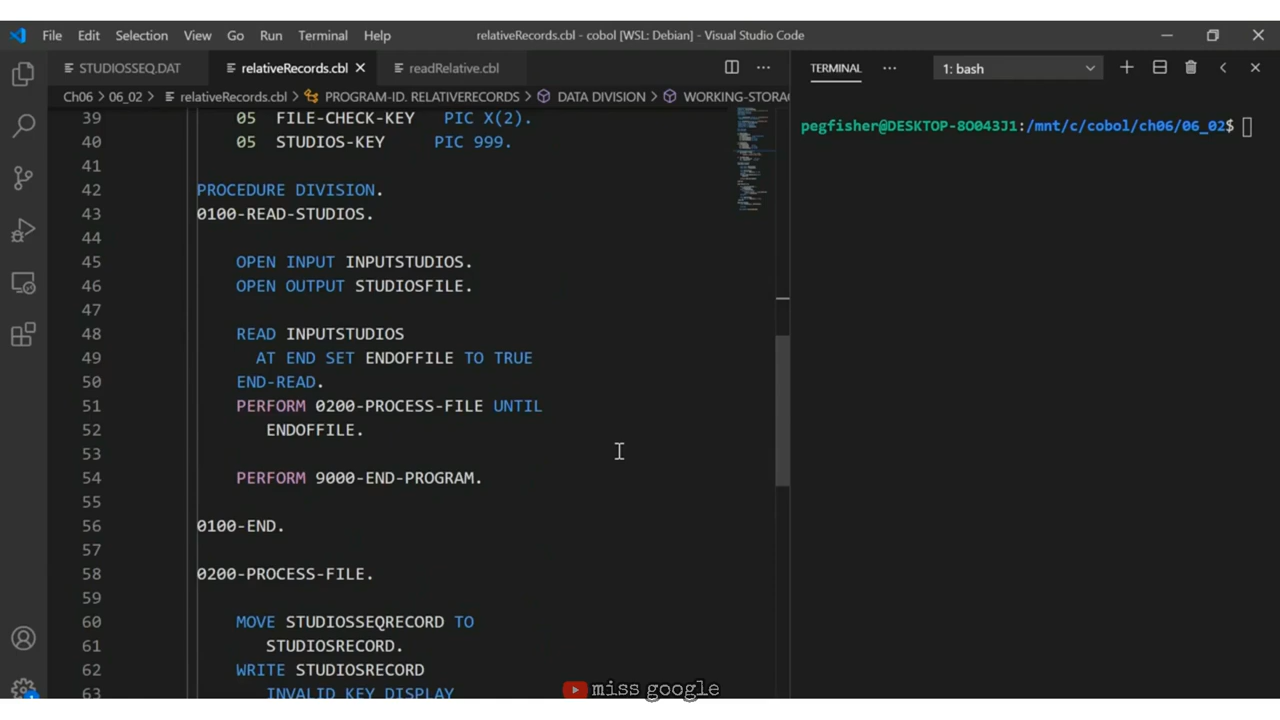 File Edit Selection View Go Run Terminal Help relativeRecords.cbl - cobol [WSL: Debian] - Visual Studio Code
STUDIOSSEQ.DAT relativeRecords.cbl readRelative.cbl
Ch06 > 06_02 > relativeRecords.cbl > PROGRAM-ID. RELATIVERECORDS > DATA DIVISION > WORKING-STORA
39 05 FILE-CHECK-KEY PIC X(2).
40 05 STUDIOS-KEY PIC 999.
41
42 PROCEDURE DIVISION.
43 0100-READ-STUDIOS.
44
45 OPEN INPUT INPUTSTUDIOS.
46 OPEN OUTPUT STUDIOSFILE.
47
48 READ INPUTSTUDIOS
49 AT END SET ENDOFFILE TO TRUE
50 END-READ.
51 PERFORM 0200-PROCESS-FILE UNTIL
52 ENDOFFILE.
53
54 PERFORM 9000-END-PROGRAM.
55
56 0100-END.
57
58 0200-PROCESS-FILE.
59
60 MOVE STUDIOSSEQRECORD TO
61 STUDIOSRECORD.
62 WRITE STUDIOSRECORD
63 INVALID KEY DISPLAY
TERMINAL ... 1: bash
pegfisher@DESKTOP-8O043J1:/mnt/c/cobol/ch06/06_02$
miss google